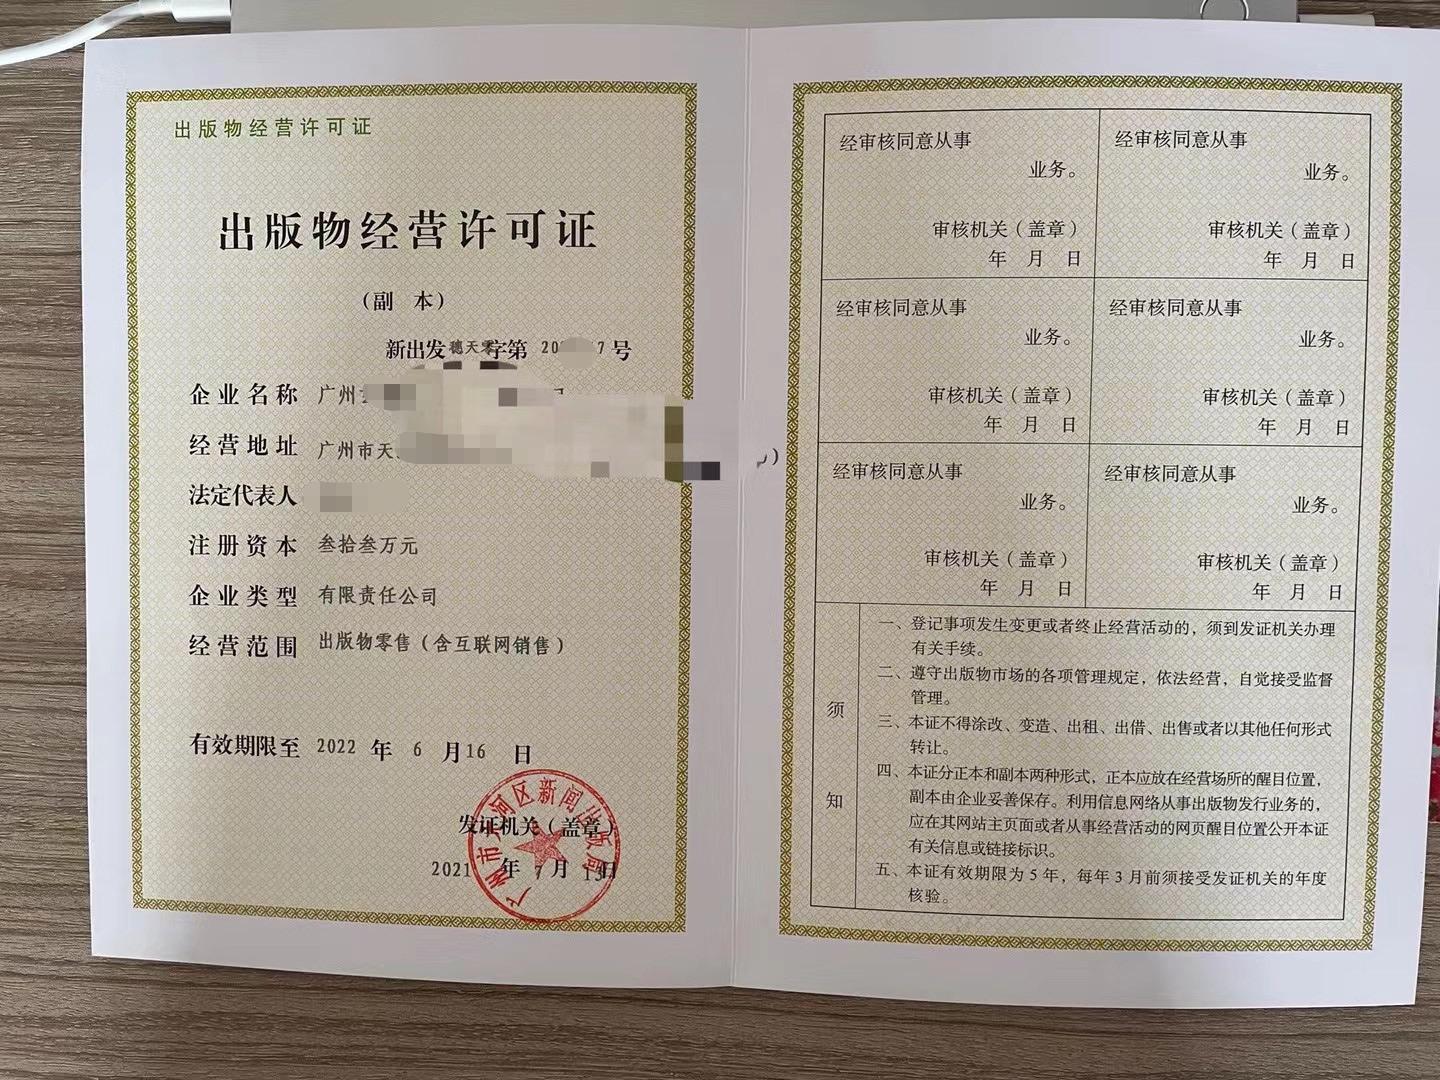 出版物经营许可证
出版物经营许可证
（副 本）
新出发穗天零字第 20 7 号
企业名称 广州
经营地址 广州市天
法定代表人
注册资本 叁拾叁万元
企业类型 有限责任公司
经营范围 出版物零售（含互联网销售）
有效期限至 2022 年 6 月 16 日
发证机关（盖章）
2021 年 7 月 13 日
广州市天河区新闻出版局
经审核同意从事
业务。
审核机关（盖章）
年 月 日
经审核同意从事
业务。
审核机关（盖章）
年 月 日
经审核同意从事
业务。
审核机关（盖章）
年 月 日
经审核同意从事
业务。
审核机关（盖章）
年 月 日
经审核同意从事
业务。
审核机关（盖章）
年 月 日
经审核同意从事
业务。
审核机关（盖章）
年 月 日
须知
一、登记事项发生变更或者终止经营活动的，须到发证机关办理
有关手续。
二、遵守出版物市场的各项管理规定，依法经营，自觉接受监督
管理。
三、本证不得涂改、变造、出租、出借、出售或者以其他任何形式
转让。
四、本证分正本和副本两种形式，正本应放在经营场所的醒目位置，
副本由企业妥善保存。利用信息网络从事出版物发行业务的，
应在其网站主页面或者从事经营活动的网页醒目位置公开本证
有关信息或链接标识。
五、本证有效期限为 5 年，每年 3 月前须接受发证机关的年度
核验。